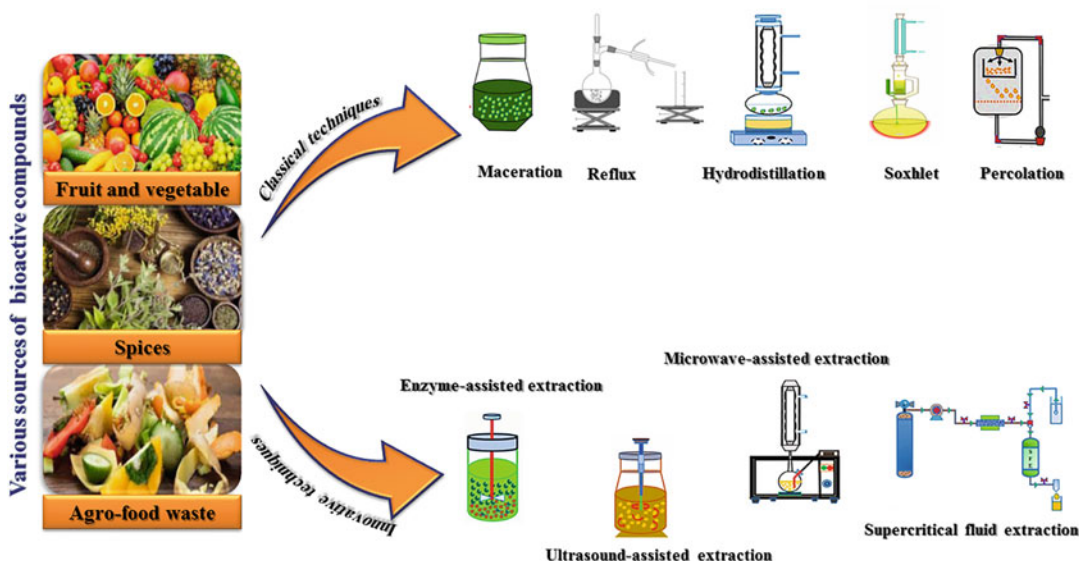 Various sources of bioactive compounds
Fruit and vegetable
Spices
Agro-food waste
Classical techniques
Maceration
Reflux
Hydrodistillation
Soxhlet
Percolation
Innovative techniques
Enzyme-assisted extraction
Ultrasound-assisted extraction
Microwave-assisted extraction
Supercritical fluid extraction